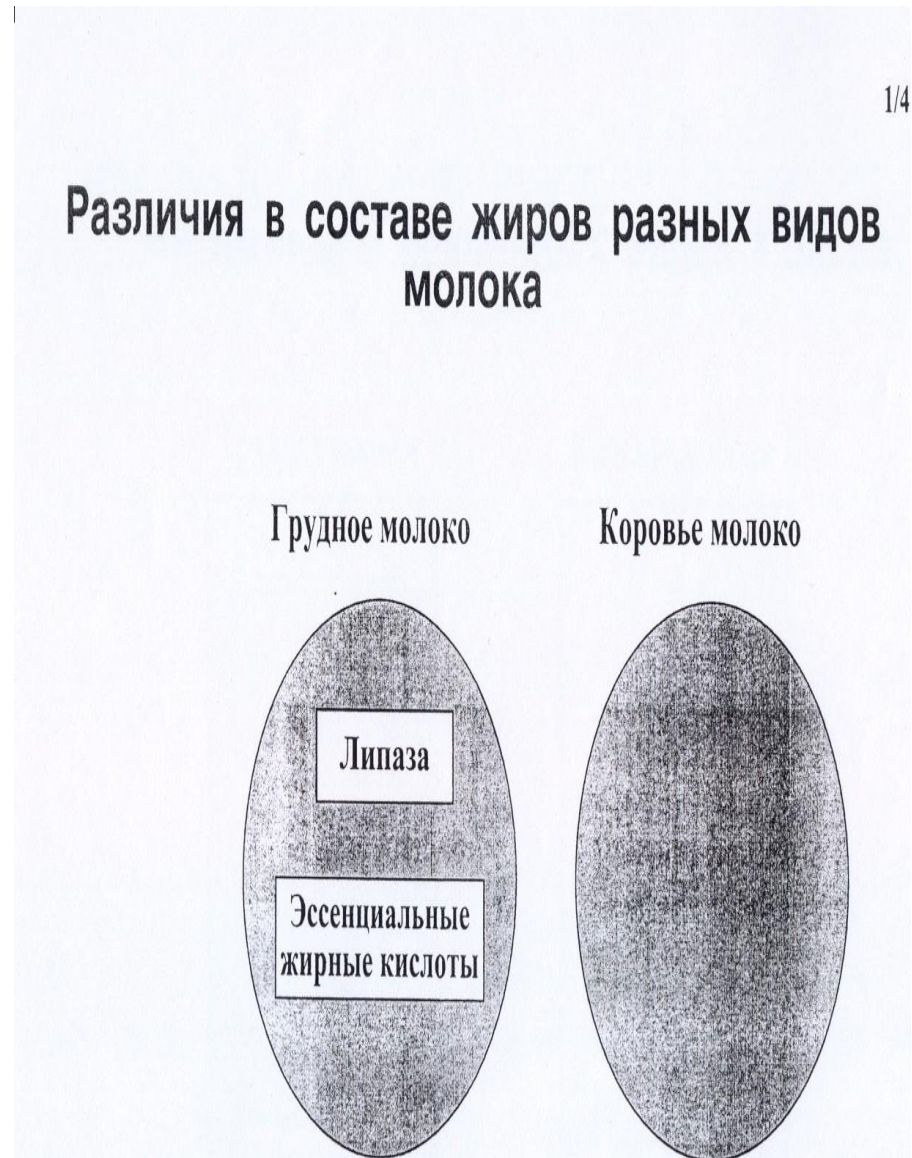 1/4
Различия в составе жиров разных видов
молока
Грудное молоко
Коровье молоко
Липаза
Эссенциальные
жирные кислоты